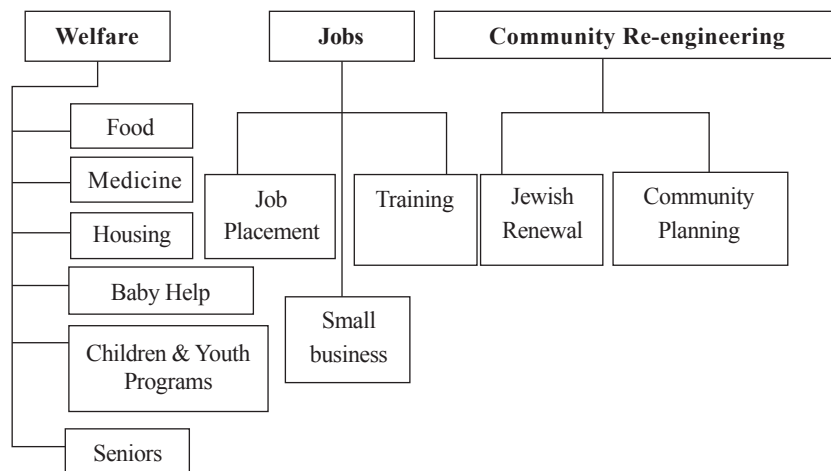 Welfare
Food
Medicine
Housing
Baby Help
Children & Youth
Programs
Seniors
Jobs
Job
Placement
Training
Small
business
Community Re-engineering
Jewish
Renewal
Community
Planning